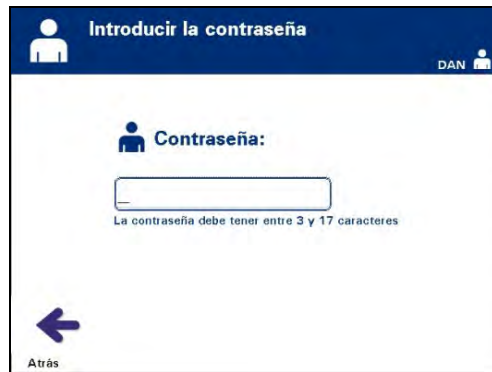 Introducir la contraseña
DAN
Contraseña:
_
La contraseña debe tener entre 3 y 17 caracteres
Atrás